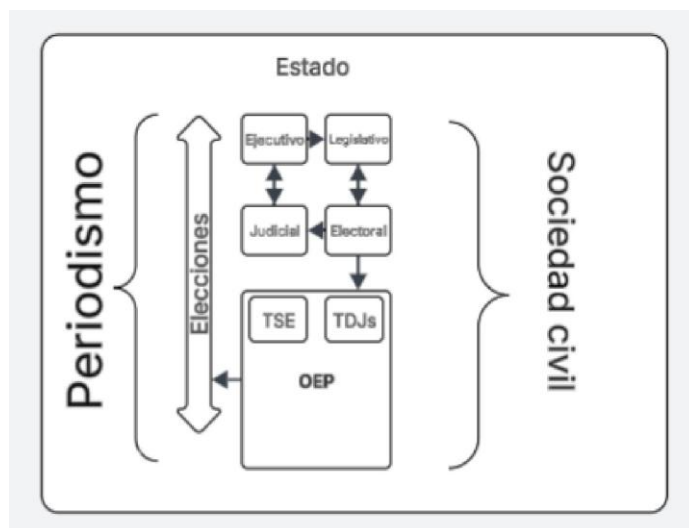 Estado
Periodismo
Elecciones
Ejecutivo
Legislativo
Judicial
Electoral
TSE
TDJs
OEP
Sociedad civil